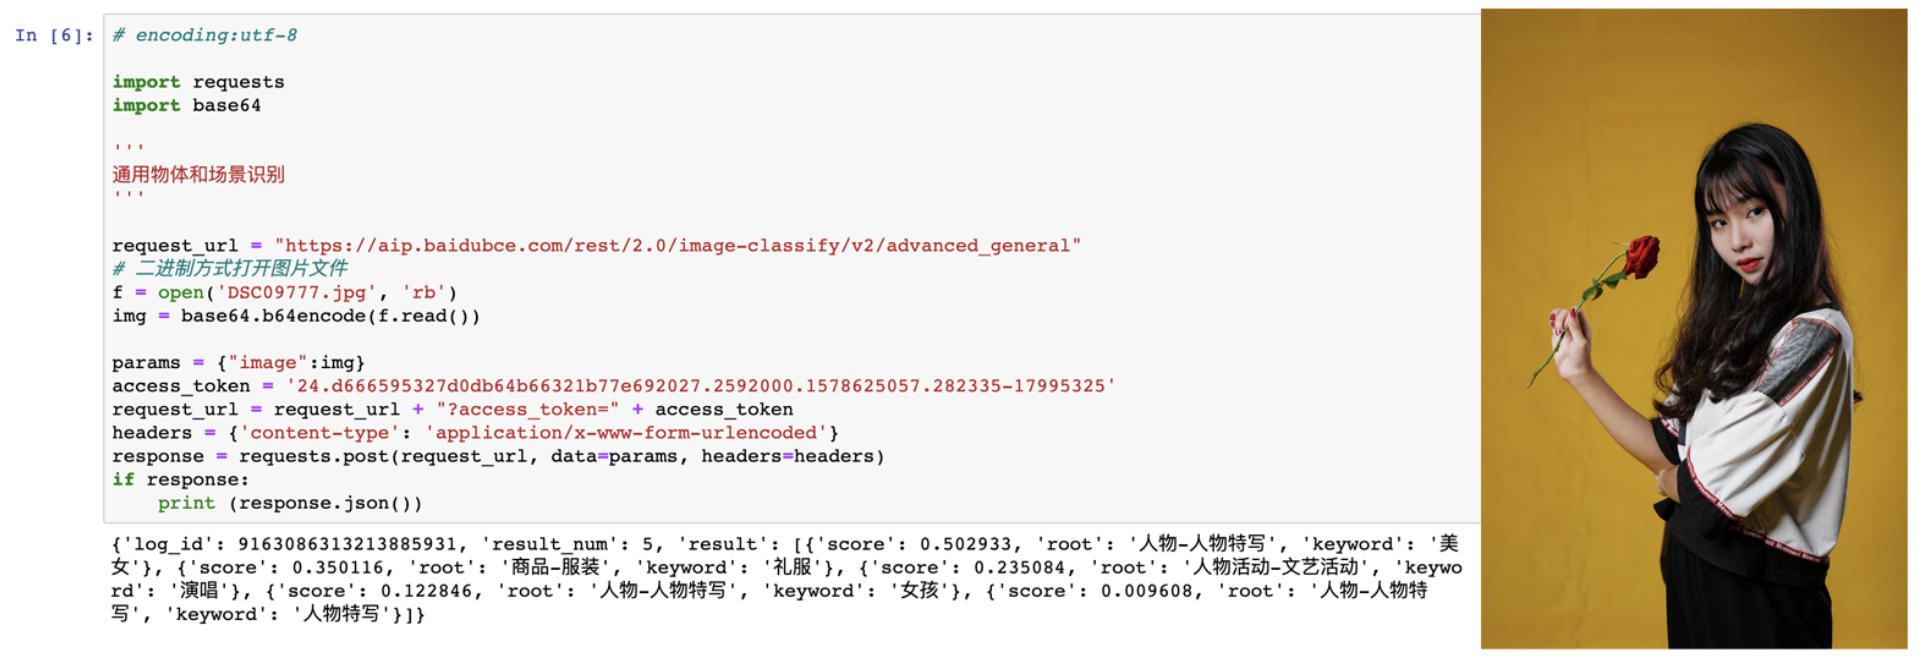 In [6]:
# encoding:utf-8
import requests
import base64
'''
通用物体和场景识别
'''
request_url = "https://aip.baidubce.com/rest/2.0/image-classify/v2/advanced_general"
# 二进制方式打开图片文件
f = open('DSC09777.jpg', 'rb')
img = base64.b64encode(f.read())
params = {"image":img}
access_token = '24.d666595327d0db64b66321b77e692027.2592000.1578625057.282335-17995325'
request_url = request_url + "?access_token=" + access_token
headers = {'content-type': 'application/x-www-form-urlencoded'}
response = requests.post(request_url, data=params, headers=headers)
if response:
    print (response.json())
{'log_id': 9163086313213885931, 'result_num': 5, 'result': [{'score': 0.502933, 'root': '人物-人物特写', 'keyword': '美
女'}, {'score': 0.350116, 'root': '商品-服装', 'keyword': '礼服'}, {'score': 0.235084, 'root': '人物活动-文艺活动', 'keywo
rd': '演唱'}, {'score': 0.122846, 'root': '人物-人物特写', 'keyword': '女孩'}, {'score': 0.009608, 'root': '人物-人物特
写', 'keyword': '人物特写'}]}